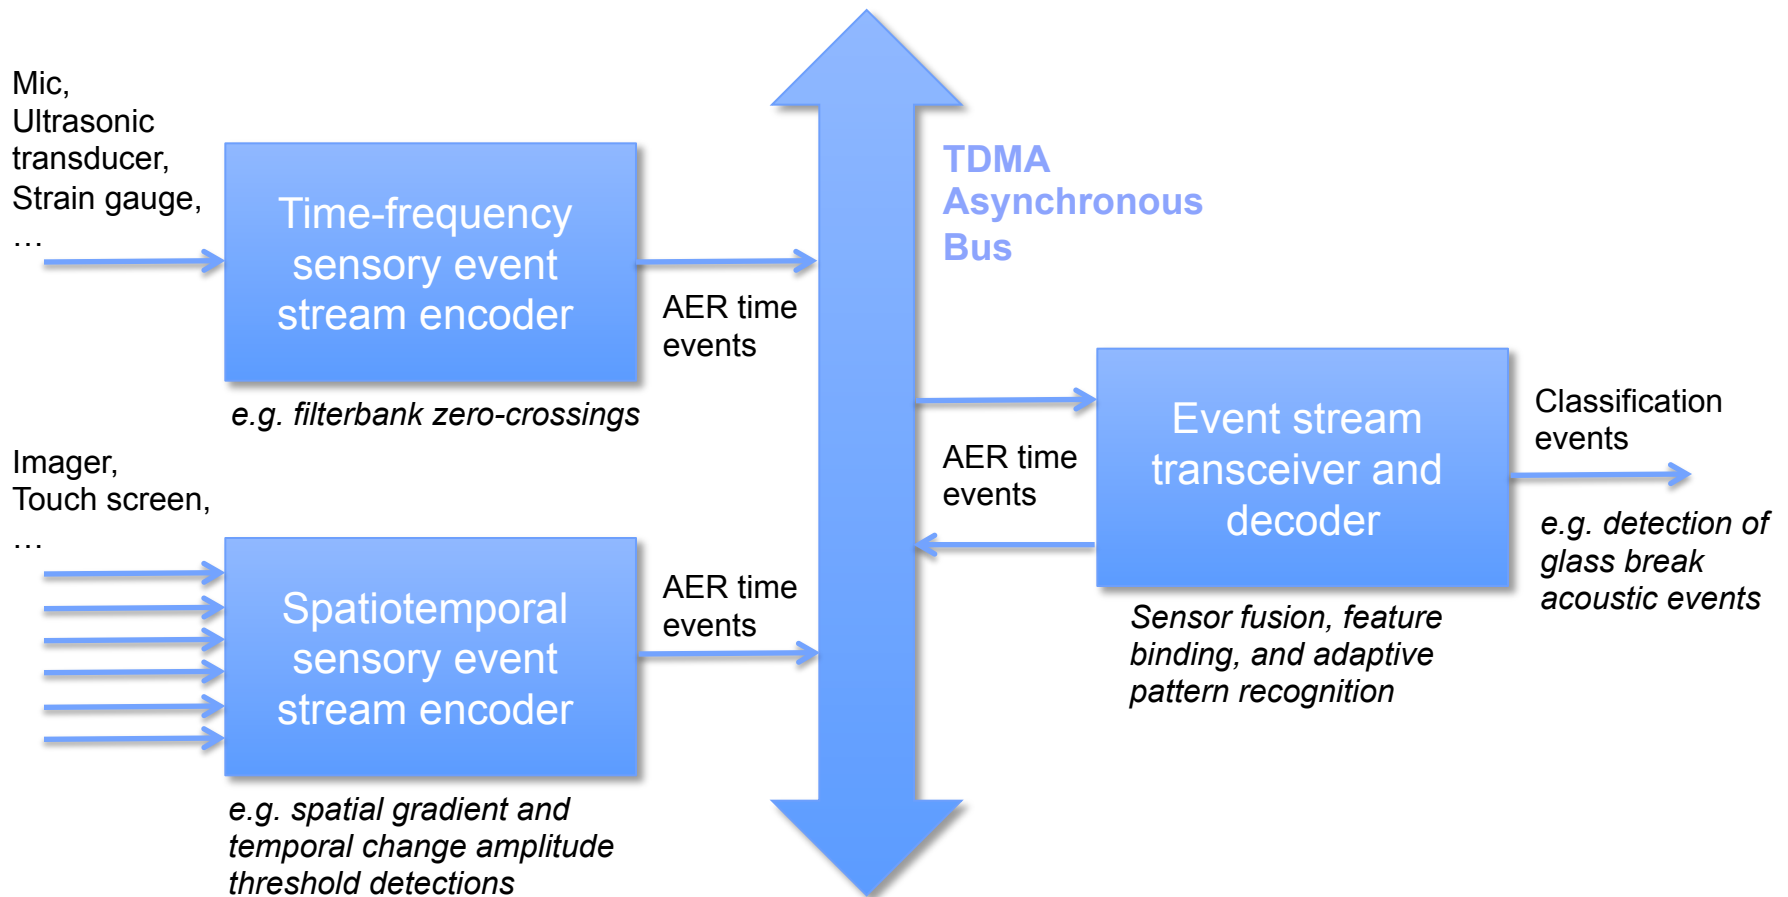 Mic,
Ultrasonic
transducer,
Strain gauge,
…
Time-frequency
sensory event
stream encoder
e.g. filterbank zero-crossings
AER time
events
Imager,
Touch screen,
…
Spatiotemporal
sensory event
stream encoder
e.g. spatial gradient and
temporal change amplitude
threshold detections
AER time
events
TDMA
Asynchronous
Bus
AER time
events
Event stream
transceiver and
decoder
Sensor fusion, feature
binding, and adaptive
pattern recognition
Classification
events
e.g. detection of
glass break
acoustic events